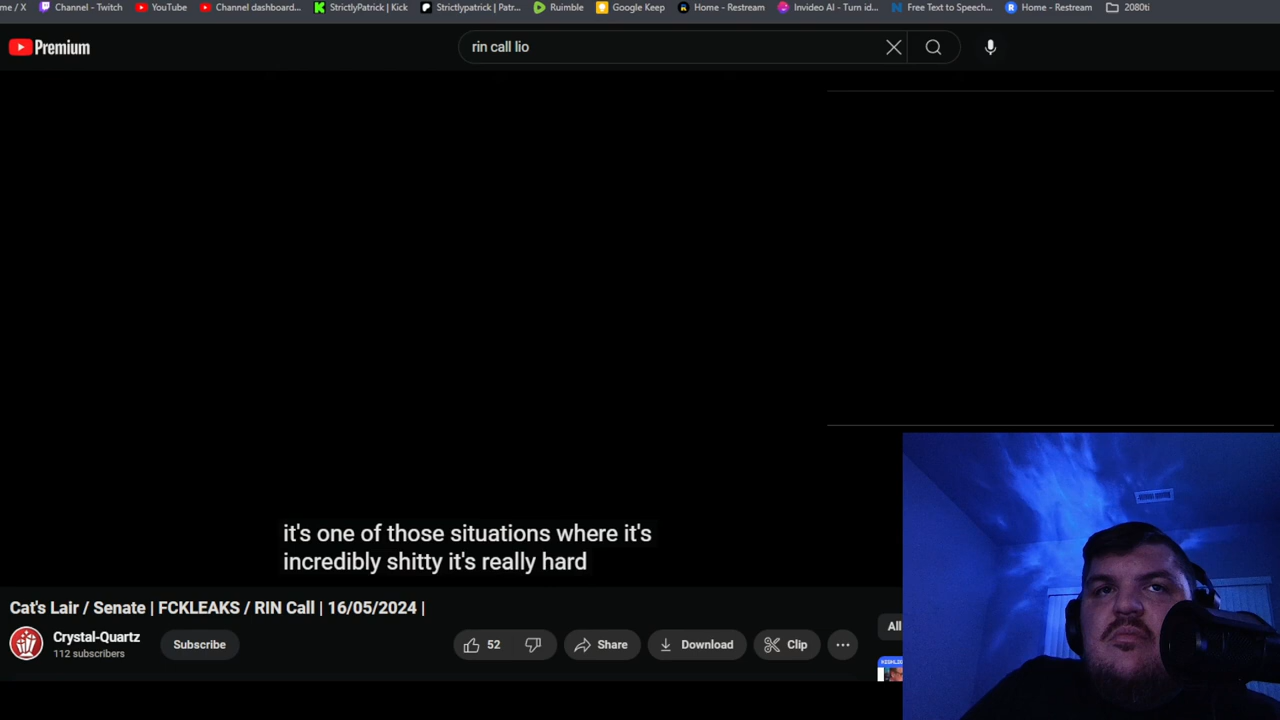 me / X Channel - Twitch YouTube Channel dashboard... StrictlyPatrick | Kick Strictlypatrick | Patr... Rumble Google Keep Home - Restream Invideo AI - Turn id... Free Text to Speech... Home - Restream 2080ti
Premium
rin call lio
it's one of those situations where it's
incredibly shitty it's really hard
Cat's Lair / Senate | FCKLEAKS / RIN Call | 16/05/2024 |
All
Crystal-Quartz
112 subscribers
Subscribe
52
Share
Download
Clip